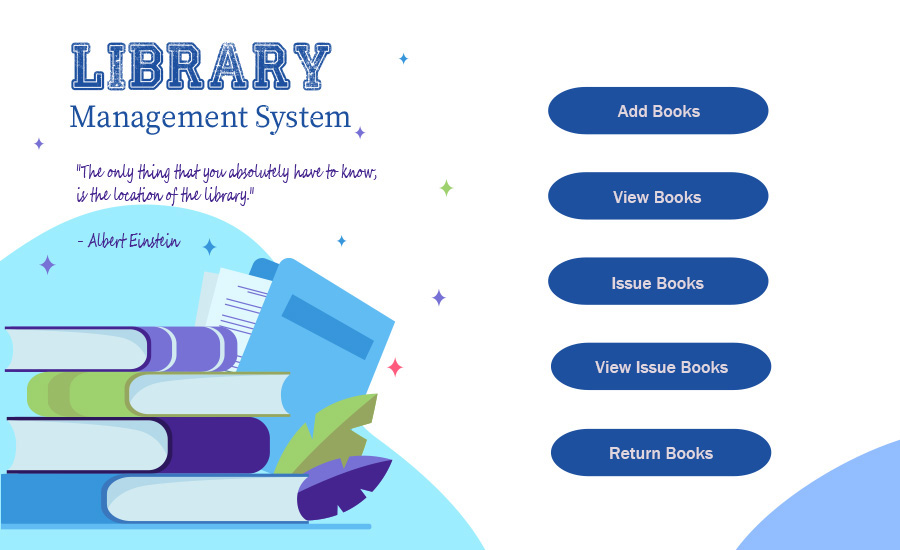 LIBRARY
Management System
"The only thing that you absolutely have to know,
is the location of the library."
- Albert Einstein
Add Books
View Books
Issue Books
View Issue Books
Return Books